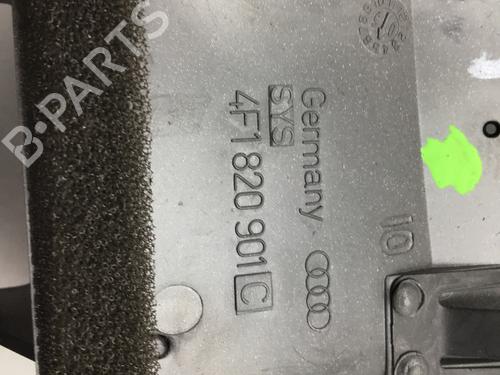 B-PARTS
Germany
SYS
4F1 820 901 C
10